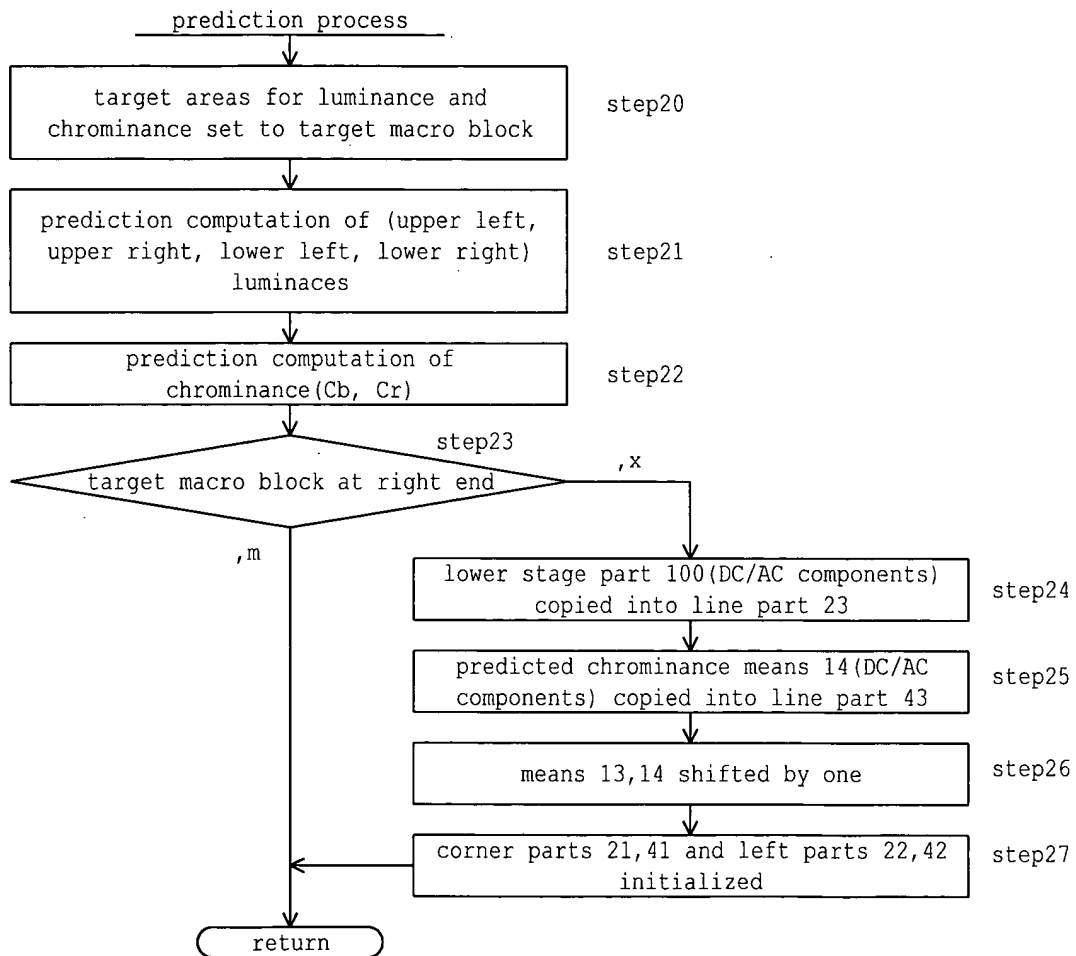 prediction process
target areas for luminance and
chrominance set to target macro block
step20
prediction computation of (upper left,
upper right, lower left, lower right)
luminaces
step21
prediction computation of
chrominance(Cb, Cr)
step22
step23
target macro block at right end
,x
,m
lower stage part 100(DC/AC components)
copied into line part 23
step24
predicted chrominance means 14(DC/AC
components) copied into line part 43
step25
means 13,14 shifted by one
step26
corner parts 21,41 and left parts 22,42
initialized
step27
return